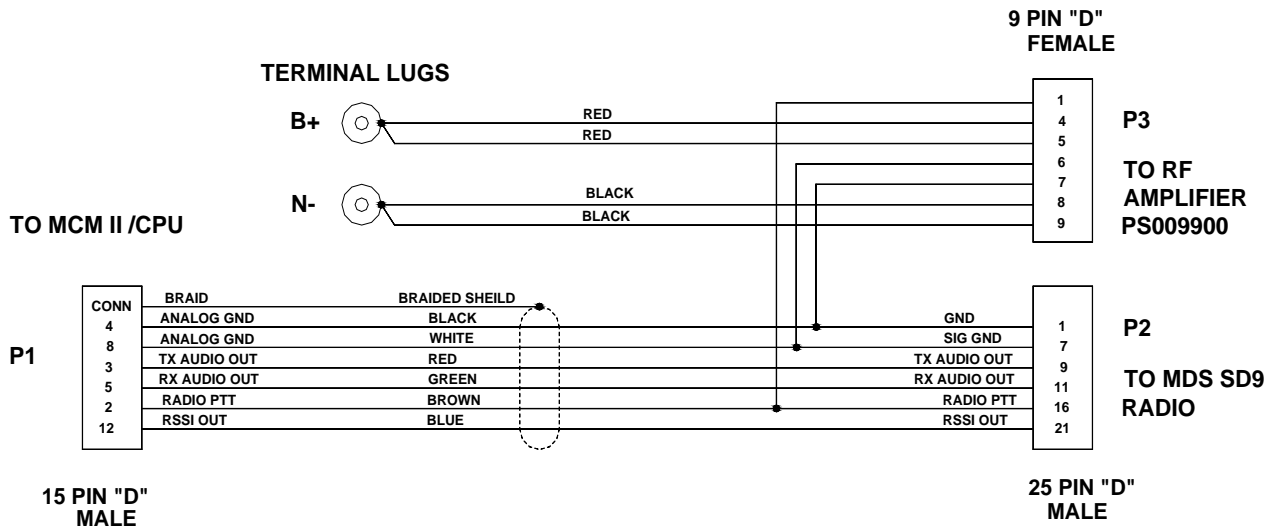 9 PIN "D"
FEMALE
TERMINAL LUGS
B+
RED
RED
N-
BLACK
BLACK
1
4
5
6
7
8
9
P3
TO RF
AMPLIFIER
PS009900
TO MCM II /CPU
P1
CONN BRAID BRAIDED SHEILD
4 ANALOG GND BLACK GND 1
8 ANALOG GND WHITE SIG GND 7
3 TX AUDIO OUT RED TX AUDIO OUT 9
5 RX AUDIO OUT GREEN RX AUDIO OUT 11
2 RADIO PTT BROWN RADIO PTT 16
12 RSSI OUT BLUE RSSI OUT 21
P2
TO MDS SD9
RADIO
15 PIN "D"
MALE
25 PIN "D"
MALE